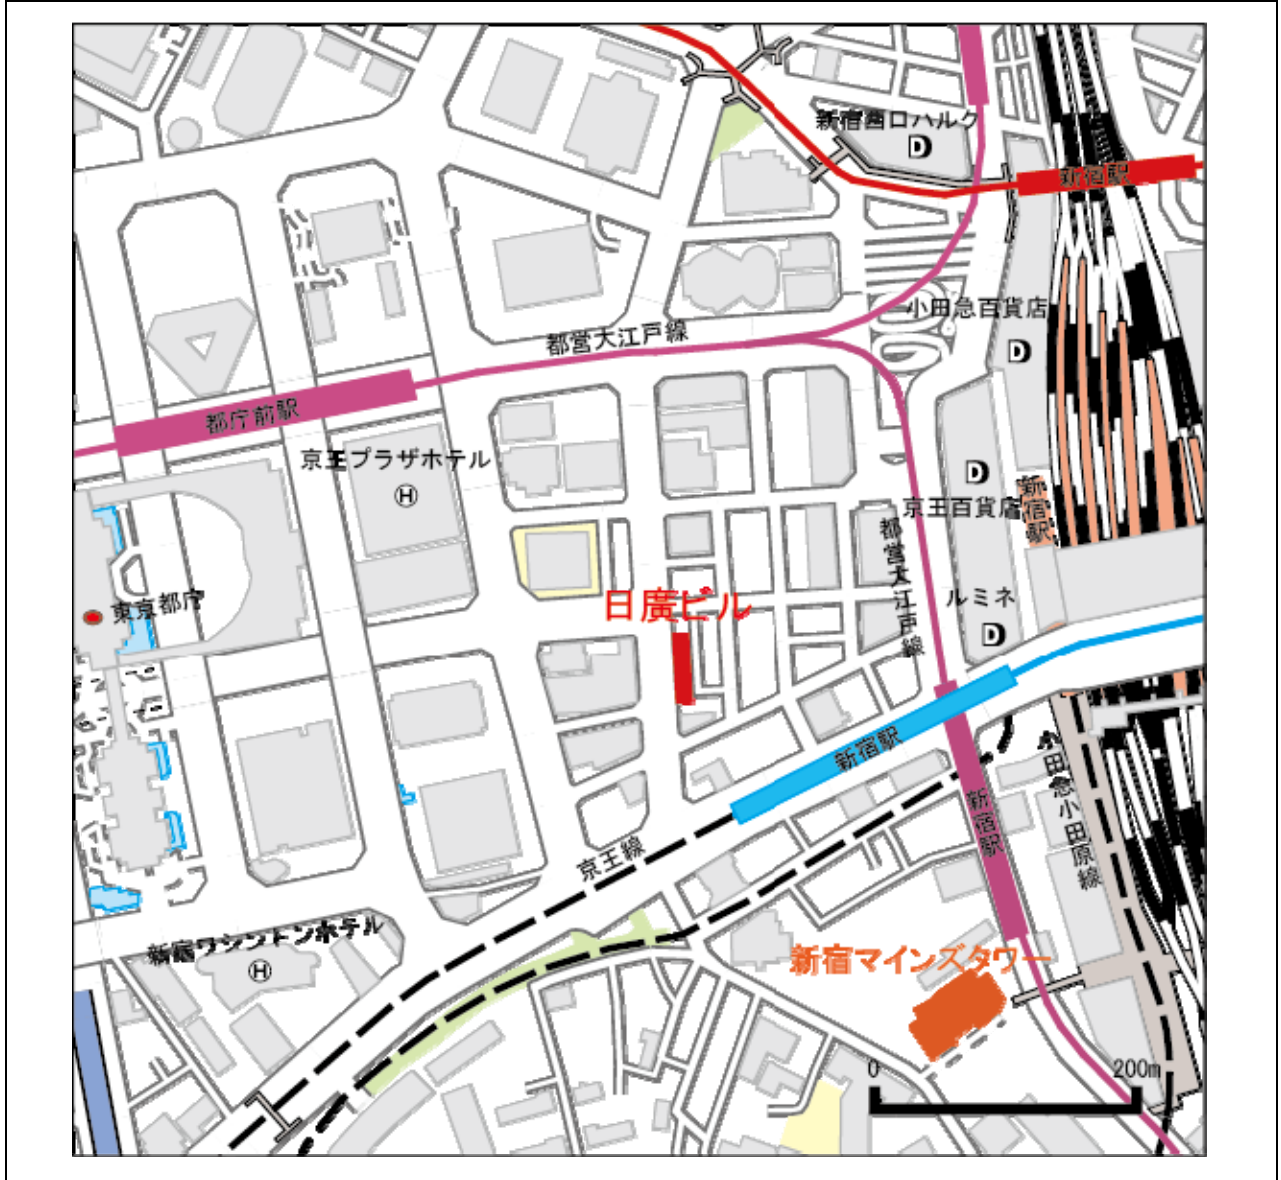 新宿西口ハルク
D
新宿駅
小田急百貨店
D
都営大江戸線
都庁前駅
京王プラザホテル
H
D
京王百貨店
新宿駅
都営大江戸線
東京都庁
日廣ビル
ルミネ
D
新宿駅
小田急小田原線
新宿駅
京王線
新宿ワシントンホテル
H
新宿マインズタワー
0 200m